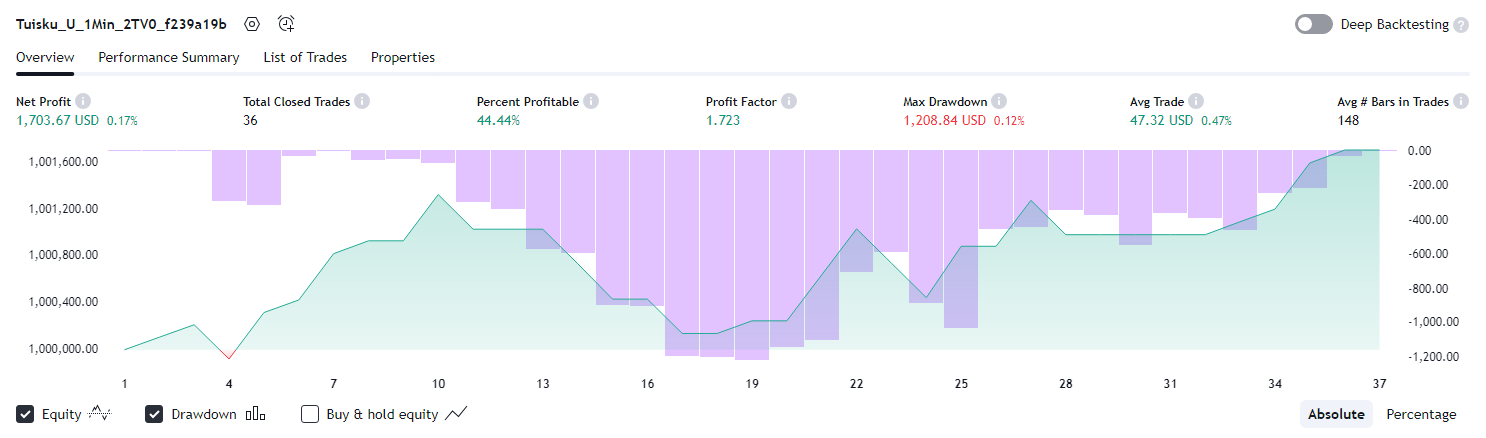 Tuisku_U_1Min_2TV0_f239a19b Deep Backtesting ?
Overview Performance Summary List of Trades Properties
Net Profit i Total Closed Trades i Percent Profitable i Profit Factor i Max Drawdown i Avg Trade i Avg # Bars in Trades i
1,703.67 USD 0.17% 36 44.44% 1.723 1,208.84 USD 0.12% 47.32 USD 0.47% 148
1,001,600.00 0.00
1,001,200.00 -200.00
1,000,800.00 -400.00
1,000,400.00 -600.00
1,000,000.00 -800.00
-1,000.00
-1,200.00
1 4 7 10 13 16 19 22 25 28 31 34 37
Equity Drawdown Buy & hold equity Absolute Percentage